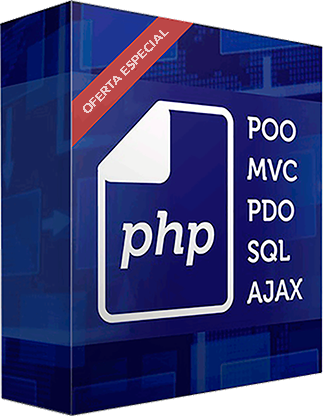 OFERTA ESPECIAL
php
POO
MVC
PDO
SQL
AJAX